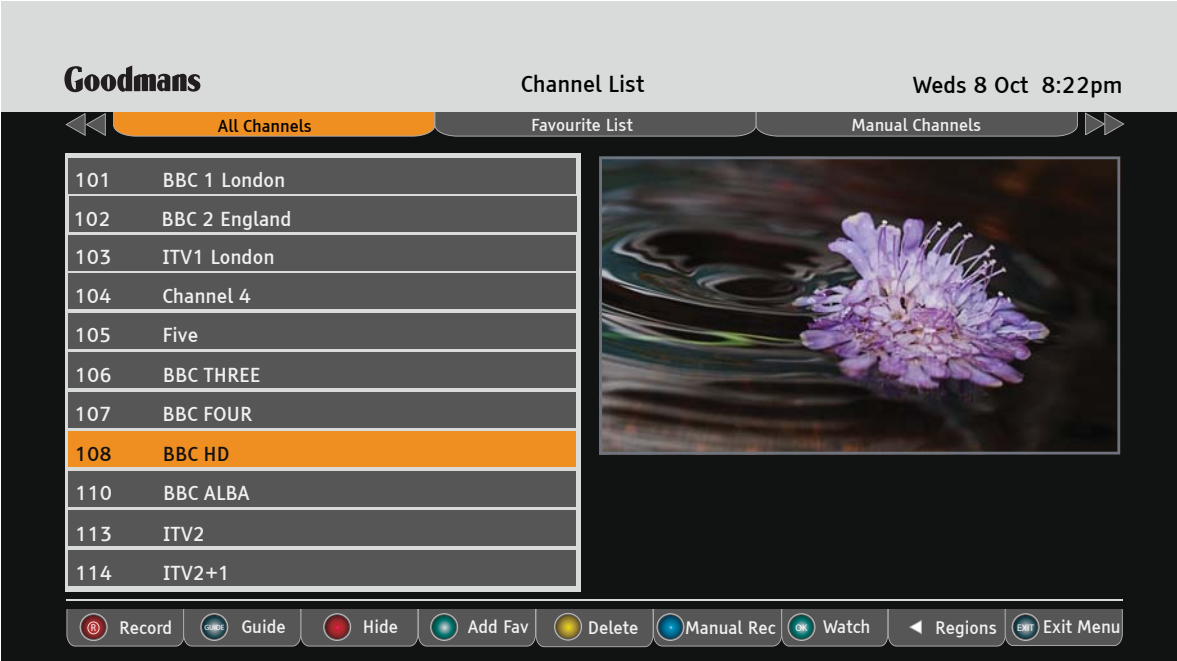 Goodmans
Channel List
Weds 8 Oct 8:22pm
All Channels
Favourite List
Manual Channels
101 BBC 1 London
102 BBC 2 England
103 ITV1 London
104 Channel 4
105 Five
106 BBC THREE
107 BBC FOUR
108 BBC HD
110 BBC ALBA
113 ITV2
114 ITV2+1
R Record
GUIDE Guide
Hide
Add Fav
Delete
Manual Rec
OK Watch
Regions
EXIT Exit Menu